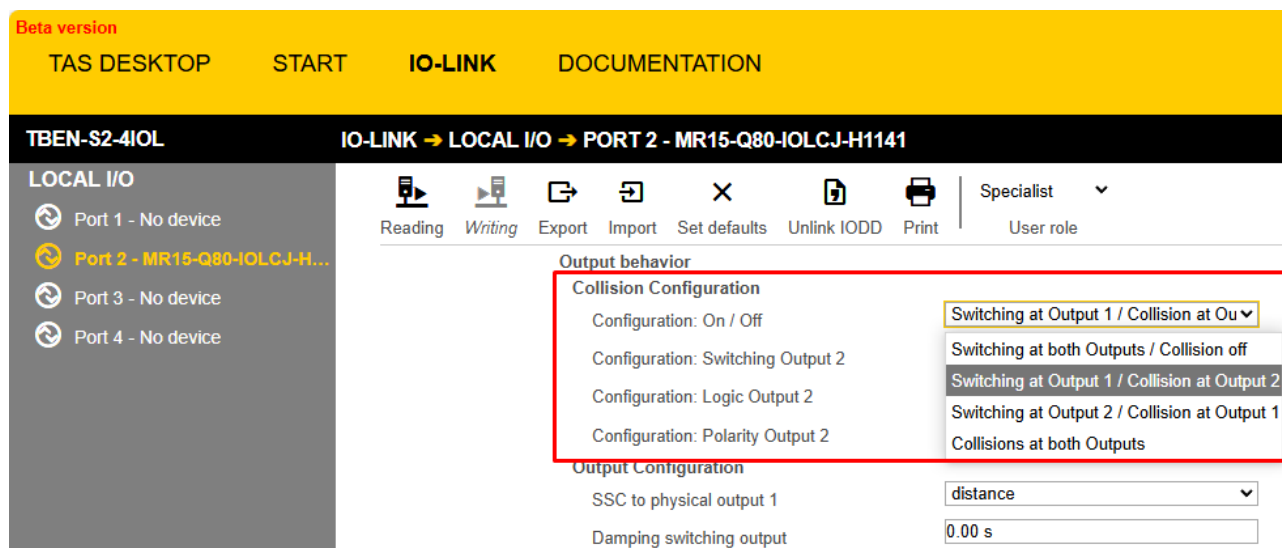 Beta version
TAS DESKTOP START IO-LINK DOCUMENTATION
TBEN-S2-4IOL IO-LINK ➔ LOCAL I/O ➔ PORT 2 - MR15-Q80-IOLCJ-H1141
LOCAL I/O
Port 1 - No device
Port 2 - MR15-Q80-IOLCJ-H...
Port 3 - No device
Port 4 - No device
Reading Writing Export Import Set defaults Unlink IODD Print
Specialist
User role
Output behavior
Collision Configuration
Configuration: On / Off Switching at Output 1 / Collision at Ou
Switching at both Outputs / Collision off
Configuration: Switching Output 2
Switching at Output 1 / Collision at Output 2
Configuration: Logic Output 2
Switching at Output 2 / Collision at Output 1
Configuration: Polarity Output 2
Collisions at both Outputs
Output Configuration
SSC to physical output 1 distance
Damping switching output 0.00 s